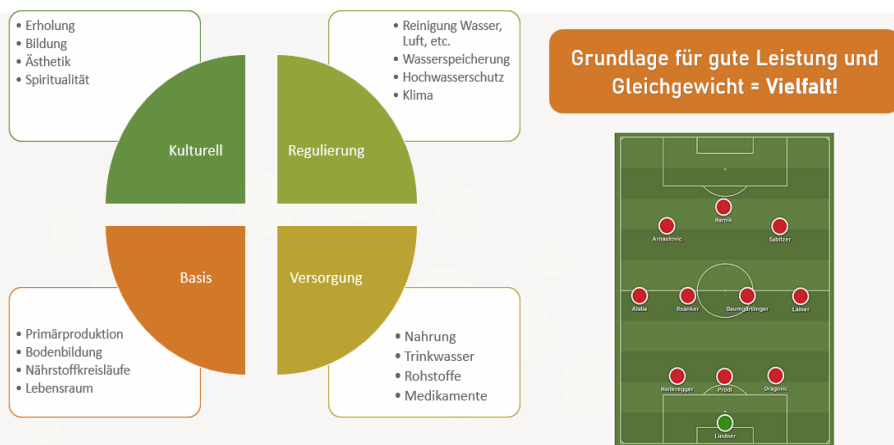 • Erholung
• Bildung
• Ästhetik
• Spiritualität
• Reinigung Wasser,
Luft, etc.
• Wasserspeicherung
• Hochwasserschutz
• Klima
Kulturell
Regulierung
Basis
Versorgung
• Primärproduktion
• Bodenbildung
• Nährstoffkreisläufe
• Lebensraum
• Nahrung
• Trinkwasser
• Rohstoffe
• Medikamente
Grundlage für gute Leistung und
Gleichgewicht = Vielfalt!
Harnik
Arnautovic
Sabitzer
Alaba
Ilsanker
Baumgartlinger
Lainer
Hinteregger
Prödl
Dragovic
Lindner